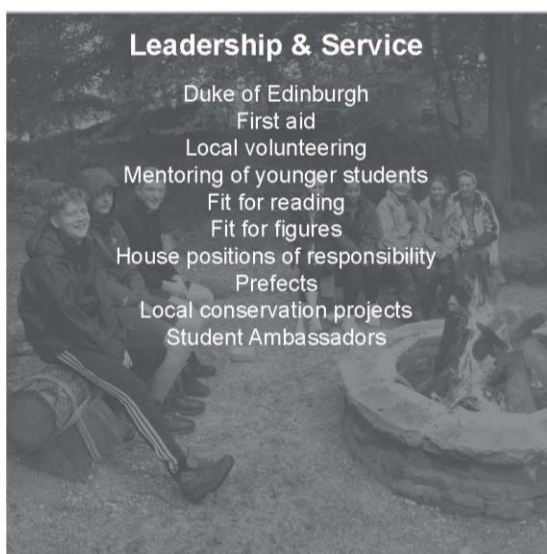 Leadership & Service
Duke of Edinburgh
First aid
Local volunteering
Mentoring of younger students
Fit for reading
Fit for figures
House positions of responsibility
Prefects
Local conservation projects
Student Ambassadors